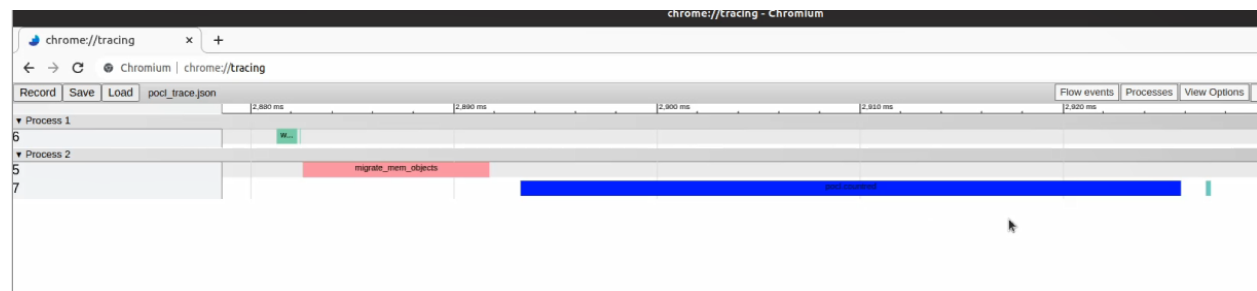 chrome://tracing - Chromium
chrome://tracing × +
Chromium | chrome://tracing
Record Save Load pocl_trace.json Flow events Processes View Options
2,880 ms 2,890 ms 2,900 ms 2,910 ms 2,920 ms
▾ Process 1
6 w...
▾ Process 2
5 migrate_mem_objects
7